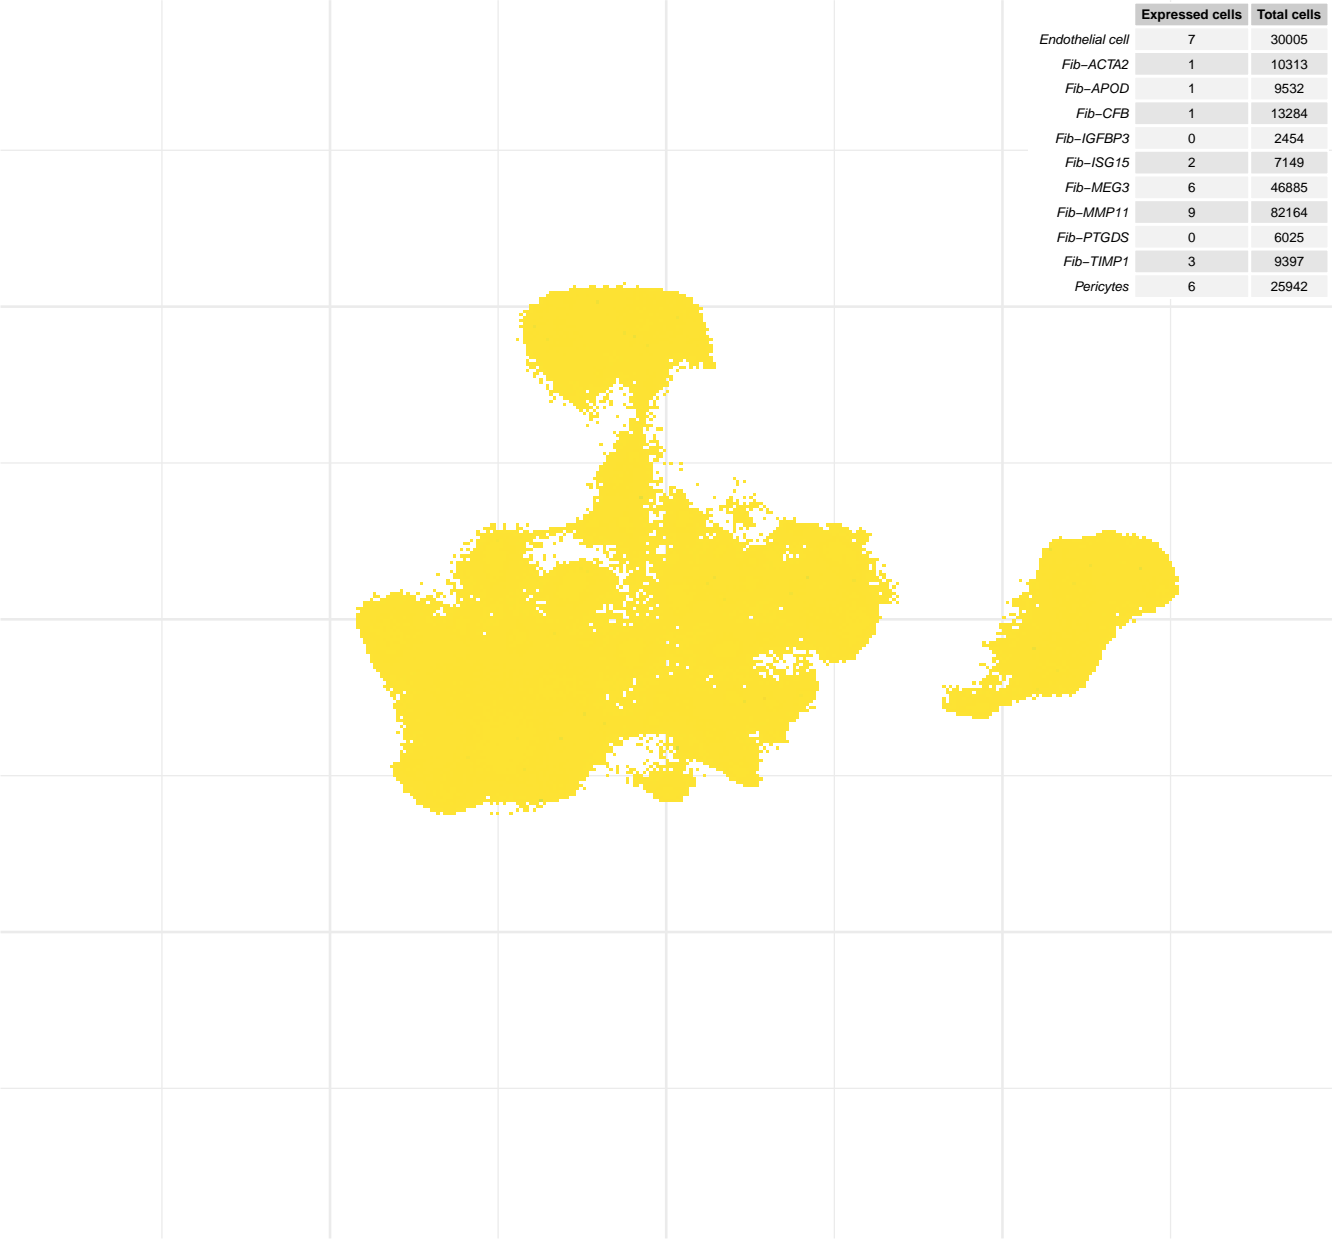 Expressed cells Total cells
Endothelial cell 7 30005
Fib−ACTA2 1 10313
Fib−APOD 1 9532
Fib−CFB 1 13284
Fib−IGFBP3 0 2454
Fib−ISG15 2 7149
Fib−MEG3 6 46885
Fib−MMP11 9 82164
Fib−PTGDS 0 6025
Fib−TIMP1 3 9397
Pericytes 6 25942